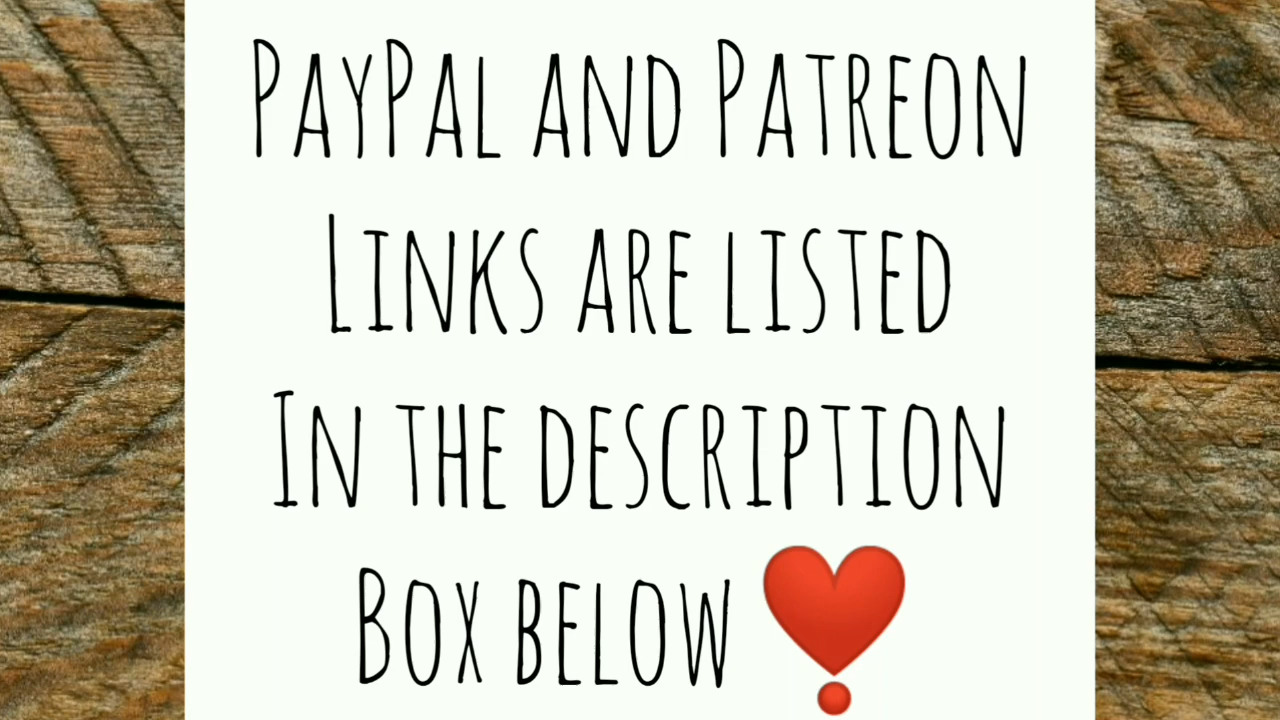 PayPal and Patreon
Links are listed
In the description
Box below ❣️